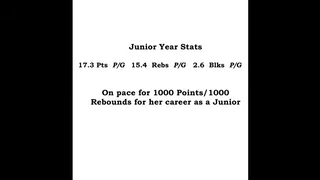 Junior Year Stats
17.3 Pts P/G 15.4 Rebs P/G 2.6 Blks P/G
On pace for 1000 Points/1000
Rebounds for her career as a Junior